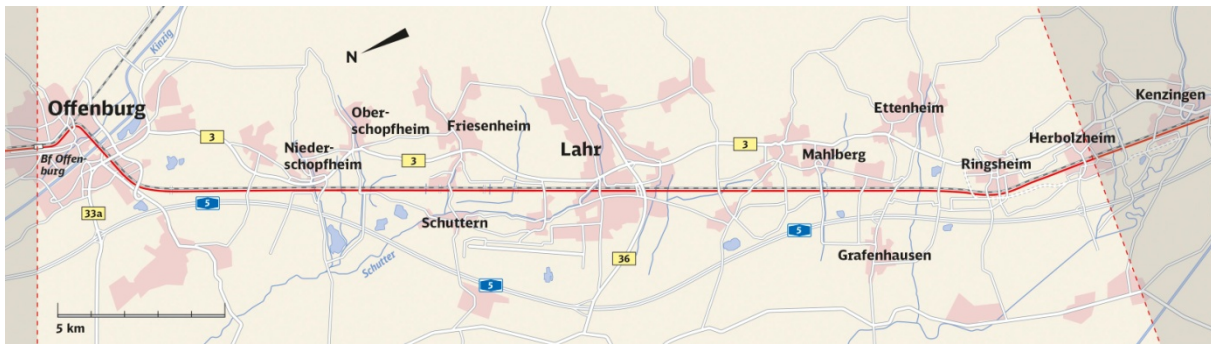 Kinzig
N
Offenburg
Bf Offen-
burg
33a
3
5
Nieder-
schopfheim
Ober-
schopfheim
3
Friesenheim
Schuttern
Schutter
5
Lahr
36
3
5
Mahlberg
Ettenheim
Grafenhausen
Ringsheim
Herbolzheim
Kenzingen
5 km